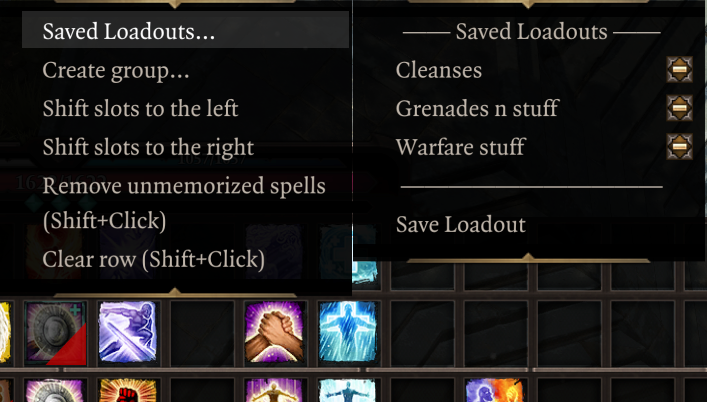 Saved Loadouts...
Create group...
Shift slots to the left
Shift slots to the right
Remove unmemorized spells
(Shift+Click)
Clear row (Shift+Click)
Saved Loadouts
Cleanses
Grenades n stuff
Warfare stuff
Save Loadout